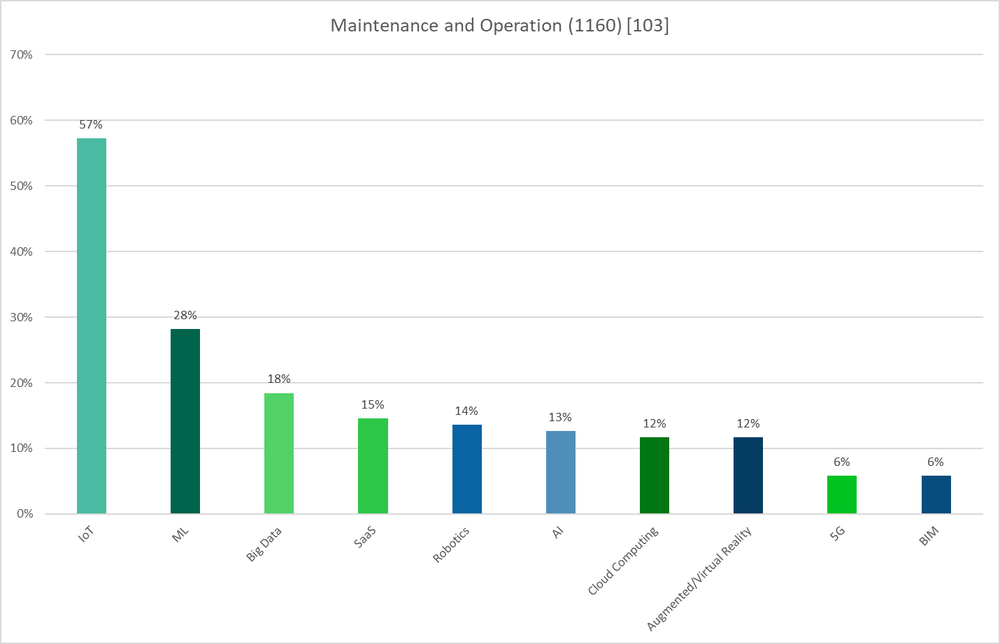 Maintenance and Operation (1160) [103]
70%
60%
50%
40%
30%
20%
10%
0%
57%
28%
18%
15%
14%
13%
12%
12%
6%
6%
IoT
ML
Big Data
SaaS
Robotics
AI
Cloud Computing
Augmented/Virtual Reality
5G
BIM